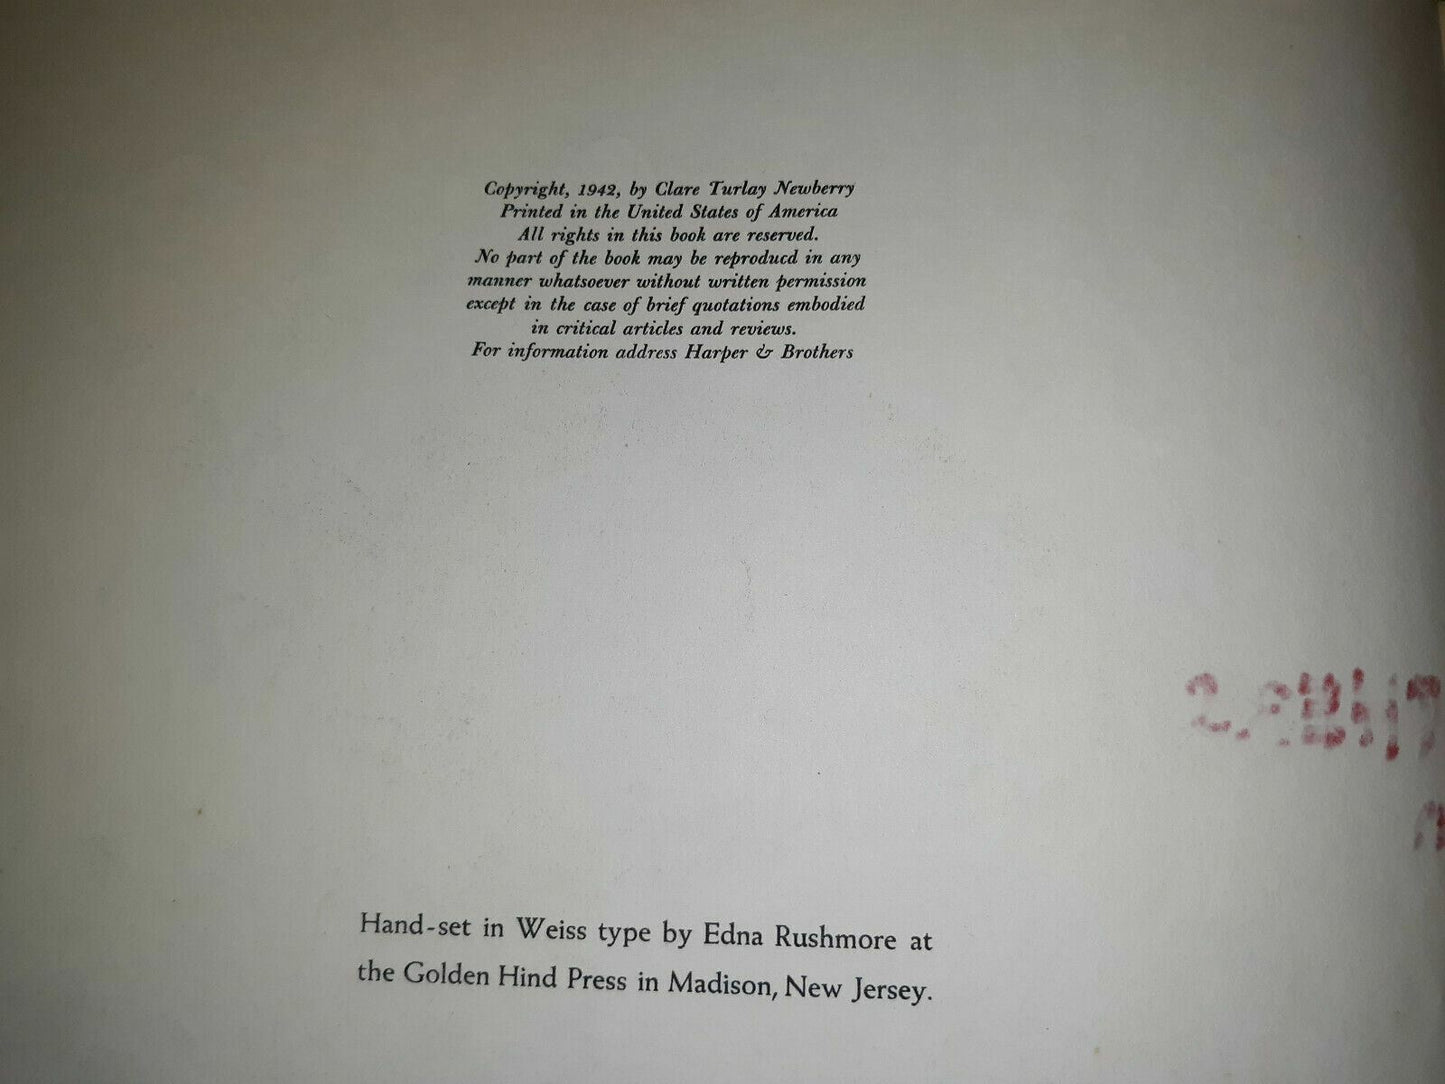 Copyright, 1942, by Clare Turlay Newberry
Printed in the United States of America
All rights in this book are reserved.
No part of the book may be reproducd in any
manner whatsoever without written permission
except in the case of brief quotations embodied
in critical articles and reviews.
For information address Harper & Brothers
Hand-set in Weiss type by Edna Rushmore at
the Golden Hind Press in Madison, New Jersey.